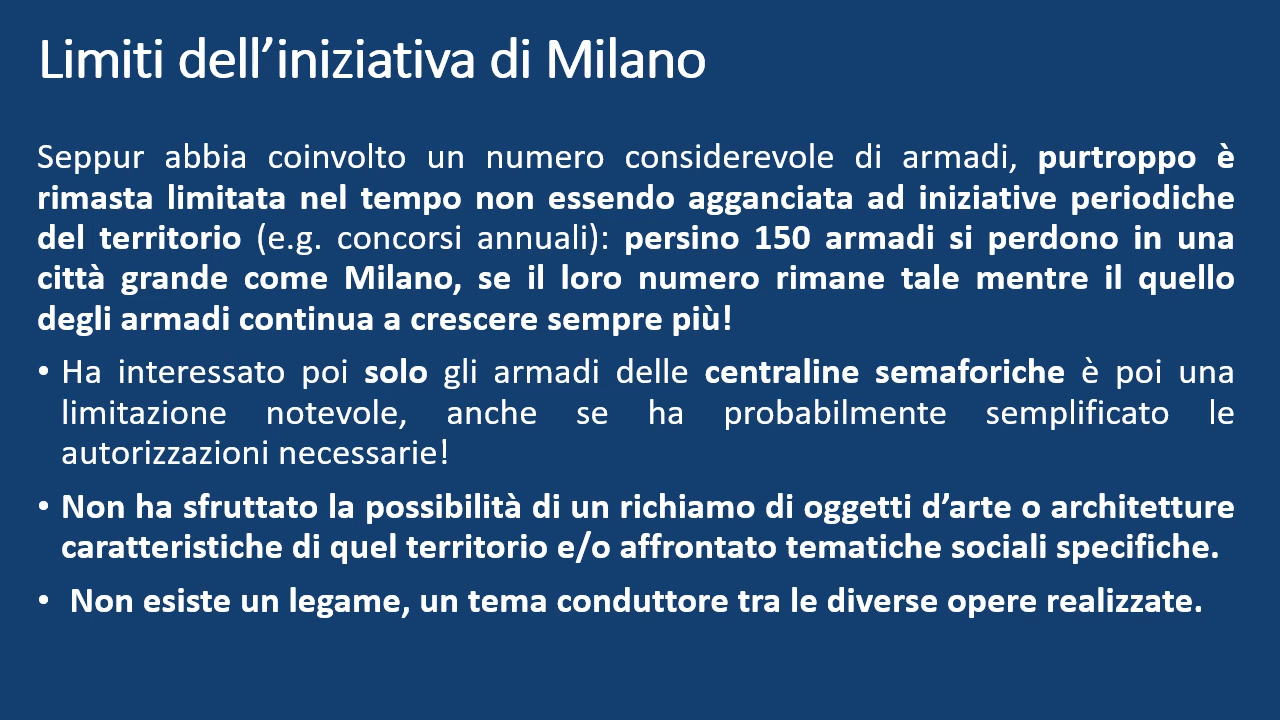 Limiti dell’iniziativa di Milano
Seppur abbia coinvolto un numero considerevole di armadi, purtroppo è
rimasta limitata nel tempo non essendo agganciata ad iniziative periodiche
del territorio (e.g. concorsi annuali): persino 150 armadi si perdono in una
città grande come Milano, se il loro numero rimane tale mentre il quello
degli armadi continua a crescere sempre più!
• Ha interessato poi solo gli armadi delle centraline semaforiche è poi una
limitazione notevole, anche se ha probabilmente semplificato le
autorizzazioni necessarie!
• Non ha sfruttato la possibilità di un richiamo di oggetti d’arte o architetture
caratteristiche di quel territorio e/o affrontato tematiche sociali specifiche.
• Non esiste un legame, un tema conduttore tra le diverse opere realizzate.